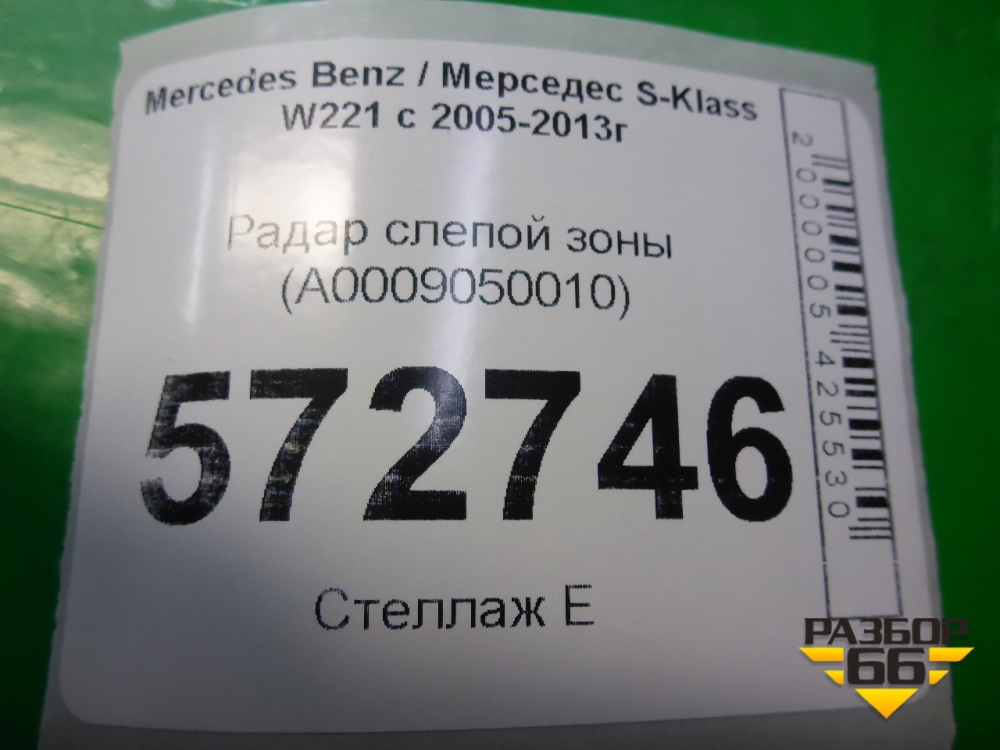 Mercedes Benz / Мерседес S-Klass
W221 с 2005-2013г
Радар слепой зоны
(A0009050010)
572746
Стеллаж Е
2000005425530
РАЗБОР
66